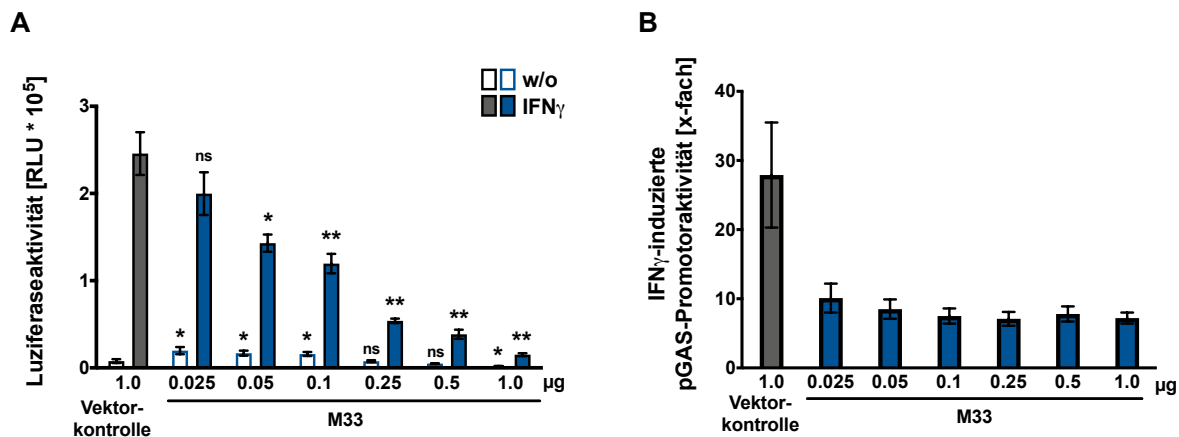 A
Luziferaseaktivität [RLU * 10⁵]
w/o
IFNγ
3
2
1
0
ns
*
**
*
*
*
ns
**
ns
**
*
**
1.0 0.025 0.05 0.1 0.25 0.5 1.0 µg
Vektor-
kontrolle
M33
B
IFNγ-induzierte
pGAS-Promotoraktivität [x-fach]
40
30
20
10
0
1.0 0.025 0.05 0.1 0.25 0.5 1.0 µg
Vektor-
kontrolle
M33